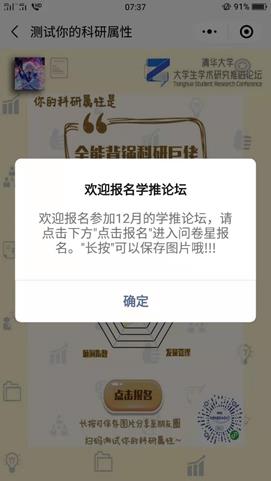 07:37
测试你的科研属性
清华大学
大学生学术研究推进论坛
Tsinghua Student Research Conference
你的科研属性是
全能背锅科研巨佬
欢迎报名学推论坛
欢迎报名参加12月的学推论坛，请
点击下方"点击报名"进入问卷星报
名。"长按"可以保存图片哦!!!
确定
点击报名
长按可保存图片分享至朋友圈
扫码测试你的科研属性~